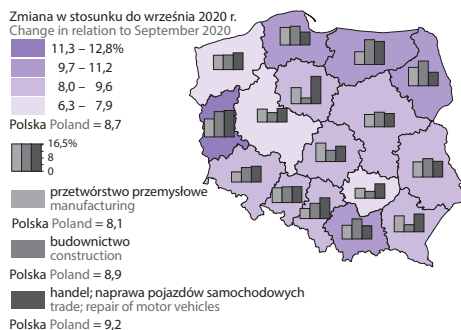 Zmiana w stosunku do września 2020 r.
Change in relation to September 2020
11,3 – 12,8%
9,7 – 11,2
8,0 – 9,6
6,3 – 7,9
Polska Poland = 8,7
16,5%
8
0
przetwórstwo przemysłowe
manufacturing
Polska Poland = 8,1
budownictwo
construction
Polska Poland = 8,9
handel; naprawa pojazdów samochodowych
trade; repair of motor vehicles
Polska Poland = 9,2